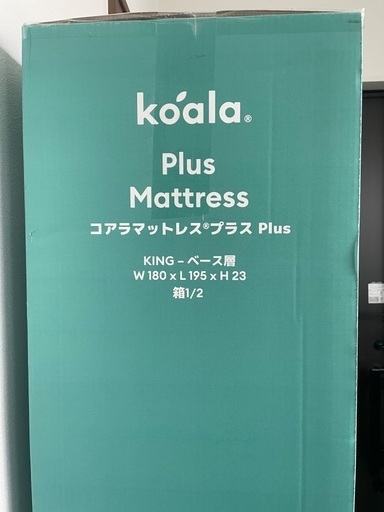 koala®
Plus
Mattress
コアラマットレス®プラス Plus
KING – ベース層
W 180 x L 195 x H 23
箱1/2